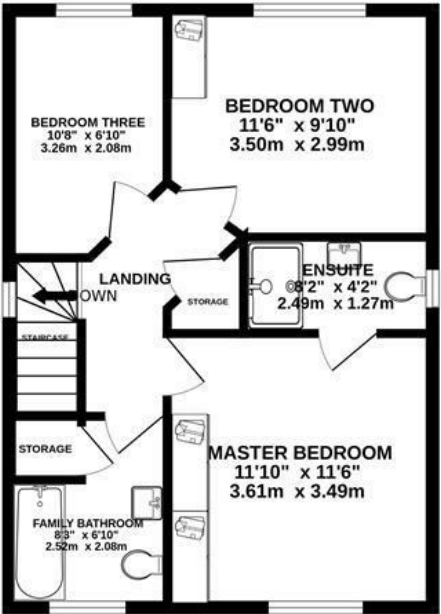 BEDROOM THREE
10'8" x 6'10"
3.26m x 2.08m
BEDROOM TWO
11'6" x 9'10"
3.50m x 2.99m
LANDING
OWN
STORAGE
ENSUITE
8'2" x 4'2"
2.49m x 1.27m
STAIRCASE
STORAGE
MASTER BEDROOM
11'10" x 11'6"
3.61m x 3.49m
FAMILY BATHROOM
8'3" x 6'10"
2.52m x 2.08m